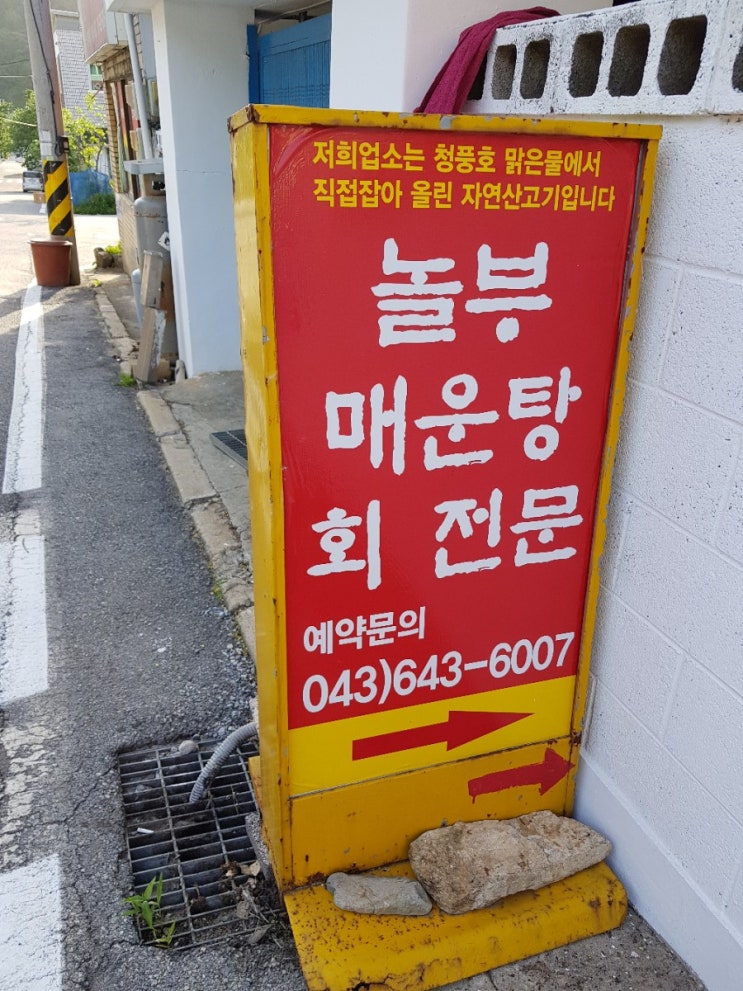 저희업소는 청풍호 맑은물에서
직접잡아 올린 자연산고기입니다
놀부
매운탕
회 전문
예약문의
043)643-6007